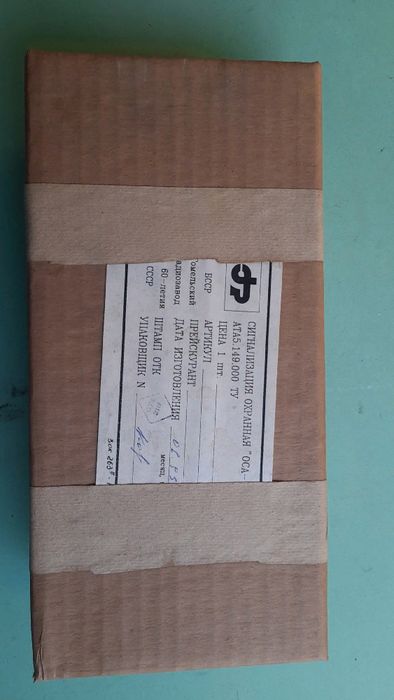 СИГНАЛИЗАЦИЯ ОХРАННАЯ "ОСА-
АТА5.149.000 ТУ
ЦЕНА 1 шт.
БССР
Гомельский
радиозавод
60-летия
СССР
АРТИКУЛ
ПРЕЙСКУРАНТ
ДАТА ИЗГОТОВЛЕНИЯ
месяц,
ШТАМП ОТК
УПАКОВЩИК N